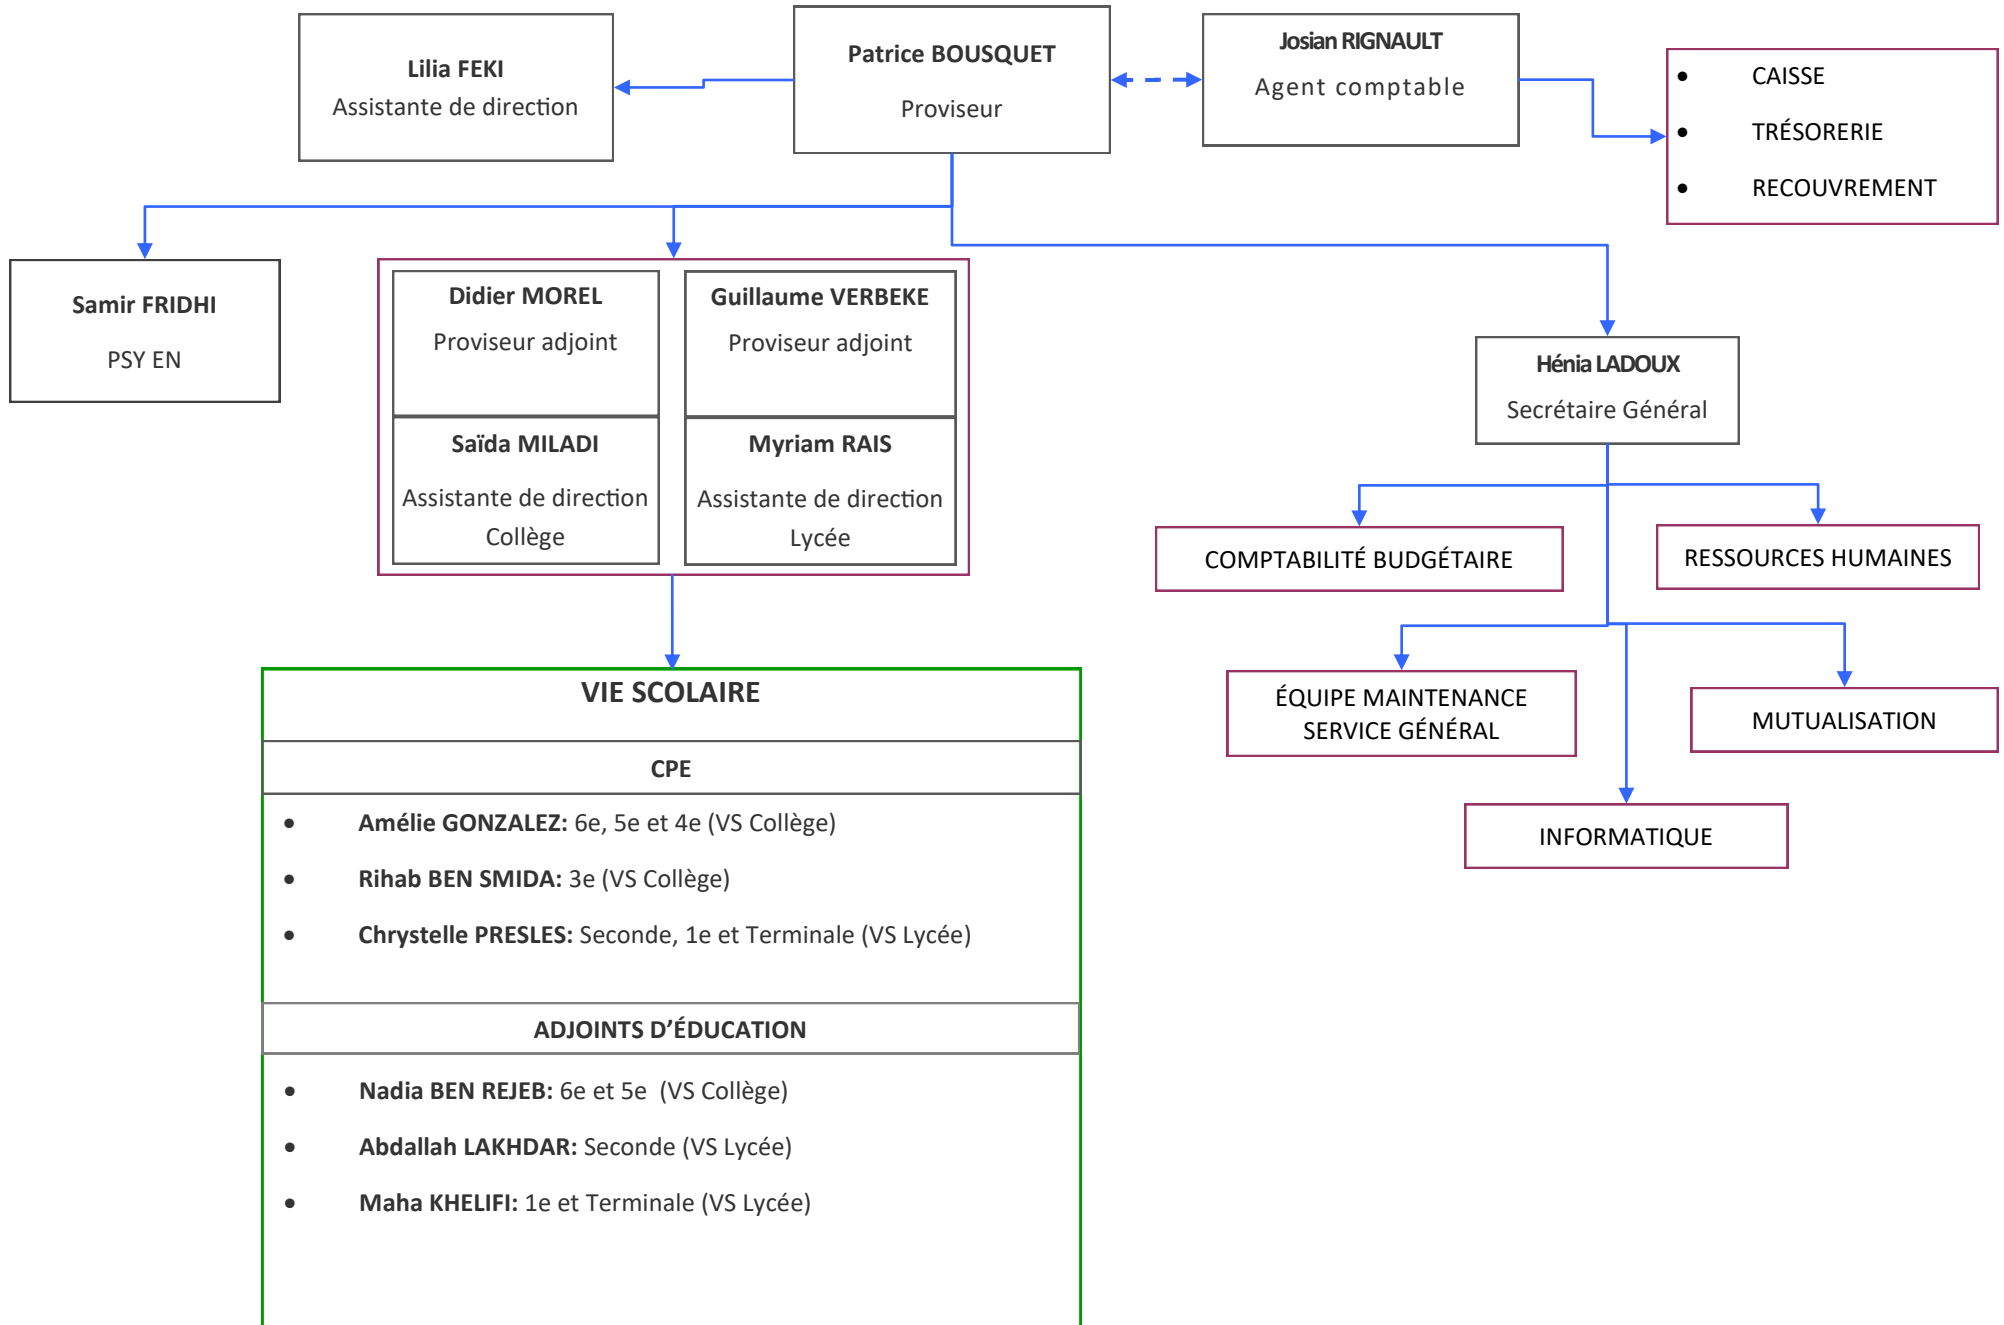 Lilia FEKI
Assistante de direction
Patrice BOUSQUET
Proviseur
Josian RIGNAULT
Agent comptable
• CAISSE
• TRÉSORERIE
• RECOUVREMENT
Samir FRIDHI
PSY EN
Didier MOREL
Proviseur adjoint
Guillaume VERBEKE
Proviseur adjoint
Saïda MILADI
Assistante de direction
Collège
Myriam RAIS
Assistante de direction
Lycée
Hénia LADOUX
Secrétaire Général
COMPTABILITÉ BUDGÉTAIRE
RESSOURCES HUMAINES
ÉQUIPE MAINTENANCE
SERVICE GÉNÉRAL
MUTUALISATION
INFORMATIQUE
VIE SCOLAIRE
CPE
• Amélie GONZALEZ: 6e, 5e et 4e (VS Collège)
• Rihab BEN SMIDA: 3e (VS Collège)
• Chrystelle PRESLES: Seconde, 1e et Terminale (VS Lycée)
ADJOINTS D’ÉDUCATION
• Nadia BEN REJEB: 6e et 5e (VS Collège)
• Abdallah LAKHDAR: Seconde (VS Lycée)
• Maha KHELIFI: 1e et Terminale (VS Lycée)